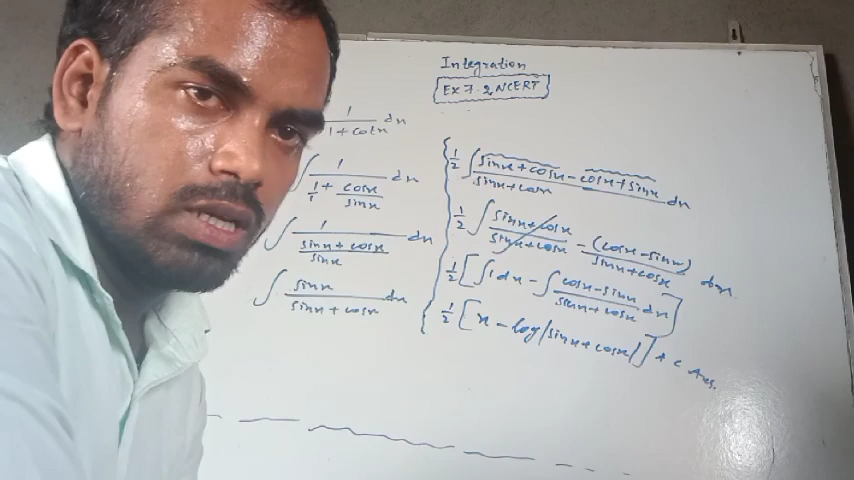 Integration
Ex 7.2 NCERT
1/(1 + cotx) dx
∫ 1/(1/1 + cosx/sinx) dx
∫ 1/((sinx + cosx)/sinx) dx
∫ sinx/(sinx + cosx) dx
1/2 ∫ (sinx + cosx - cosx + sinx)/(sinx + cosx) dx
1/2 ∫ (sinx + cosx)/(sinx + cosx) - (cosx - sinx)/(sinx + cosx) dx
1/2 [∫ 1 dx - ∫ (cosx - sinx)/(sinx + cosx) dx]
1/2 [x - log|sinx + cosx|] + c Ans.